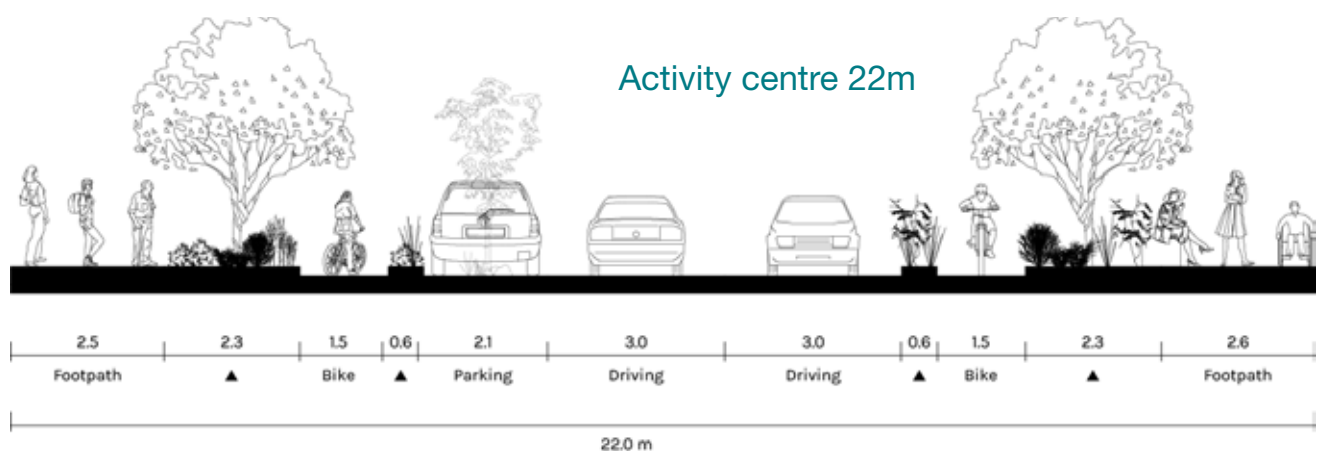 Activity centre 22m
2.5 2.3 1.5 0.6 2.1 3.0 3.0 0.6 1.5 2.3 2.6
Footpath ▲ Bike ▲ Parking Driving Driving ▲ Bike ▲ Footpath
22.0 m